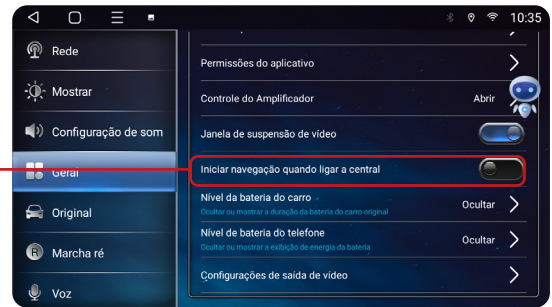 10:35
Rede
Mostrar
Configuração de som
Geral
Original
Marcha ré
Voz
Permissões do aplicativo
Controle do Amplificador
Abrir
Janela de suspensão de vídeo
Iniciar navegação quando ligar a central
Nível da bateria do carro
Ocultar ou mostrar a duração da bateria do carro original
Ocultar
Nível de bateria do telefone
Ocultar ou mostrar a exibição de energia da bateria
Ocultar
Configurações de saída de vídeo